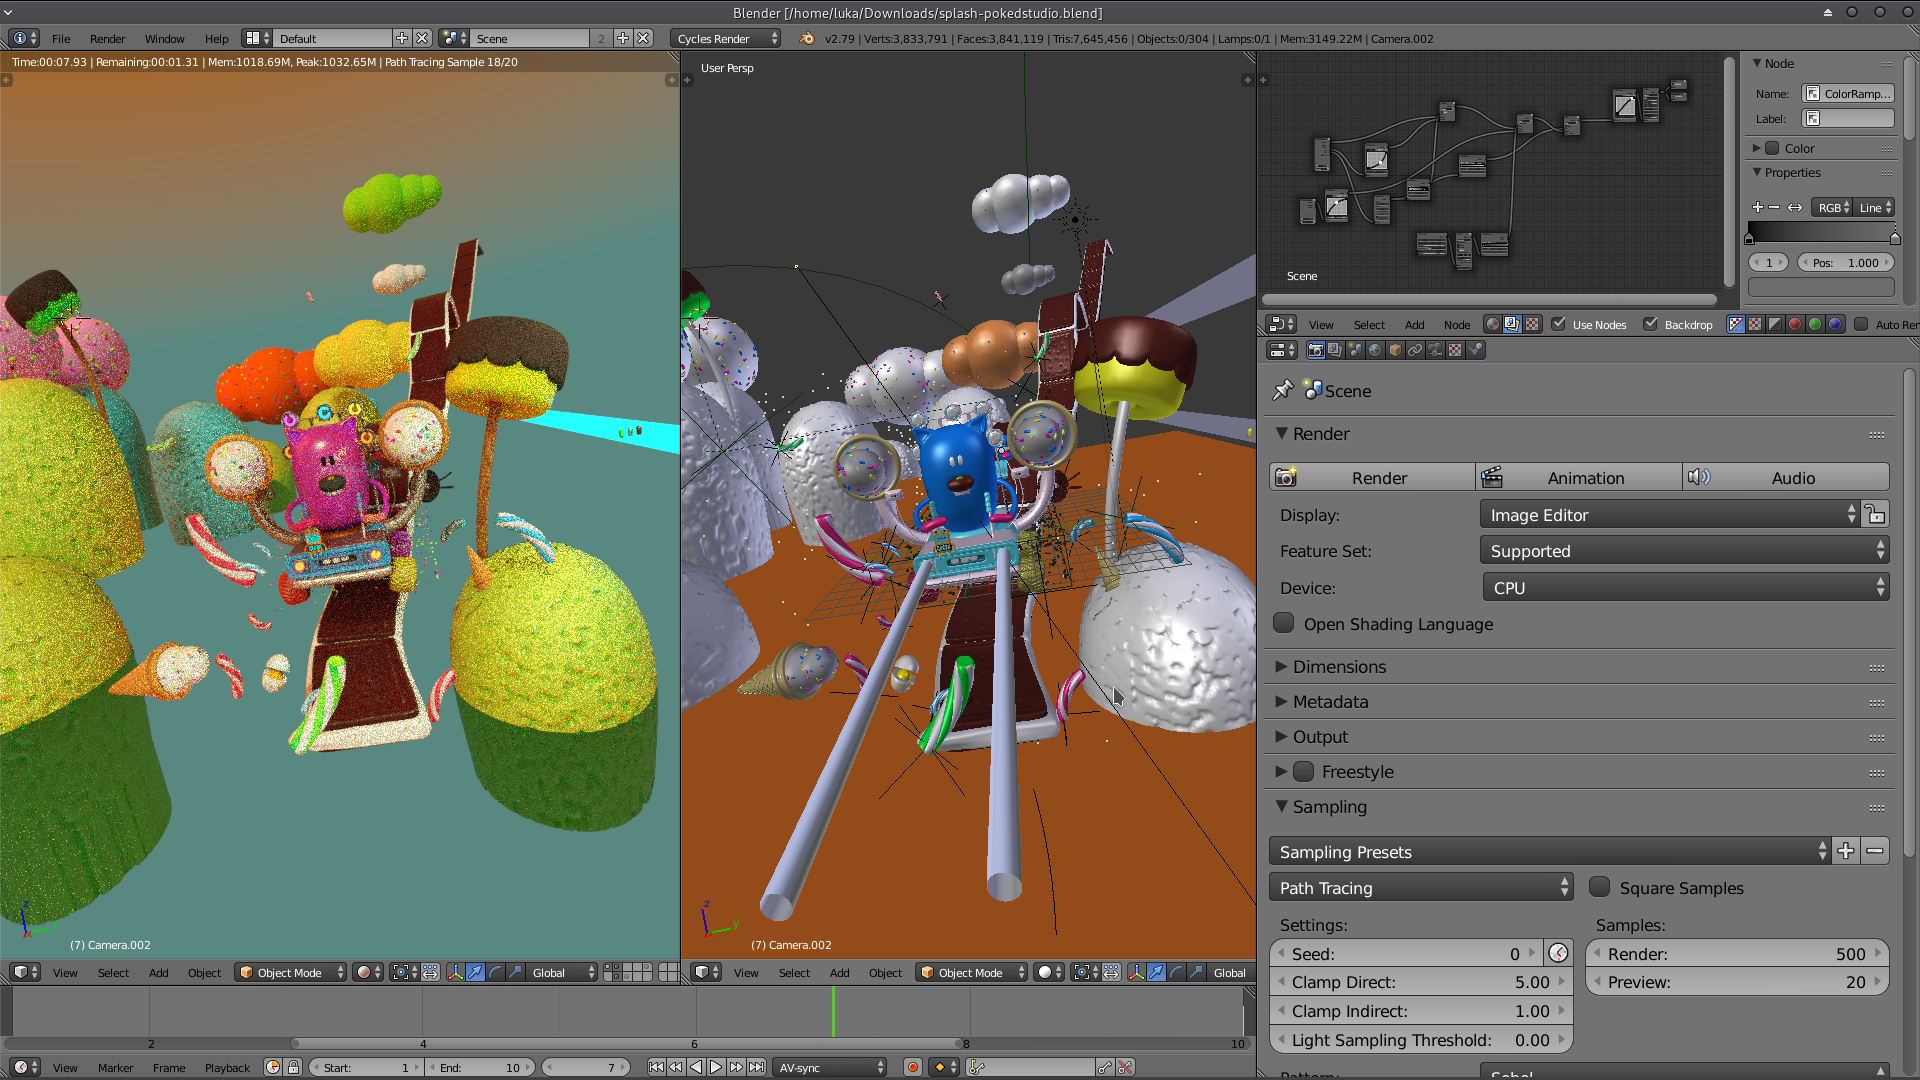 Blender [/home/luka/Downloads/splash-pokedstudio.blend]
File Render Window Help Default Scene 2 Cycles Render v2.79 | Verts:3,833,791 | Faces:3,841,119 | Tris:7,645,456 | Objects:0/304 | Lamps:0/1 | Mem:3149.22M | Camera.002
Time:00:07.93 | Remaining:00:01.31 | Mem:1018.69M, Peak:1032.65M | Path Tracing Sample 18/20
User Persp
Node
Name: ColorRamp...
Label:
Color
Properties
RGB Line
1 Pos: 1.000
Scene
View Select Add Node Use Nodes Backdrop Auto Ren
Scene
Render
Render Animation Audio
Display: Image Editor
Feature Set: Supported
Device: CPU
Open Shading Language
Dimensions
Metadata
Output
Freestyle
Sampling
Sampling Presets
Path Tracing Square Samples
Settings: Samples:
Seed: 0 Render: 500
Clamp Direct: 5.00 Preview: 20
Clamp Indirect: 1.00
Light Sampling Threshold: 0.00
Pattern: Sobol
z
y
x
(7) Camera.002
z
y
(7) Camera.002
View Select Add Object Object Mode Global
View Select Add Object Object Mode Global
2 4 6 8 10
View Marker Frame Playback Start: 1 End: 10 7 AV-sync